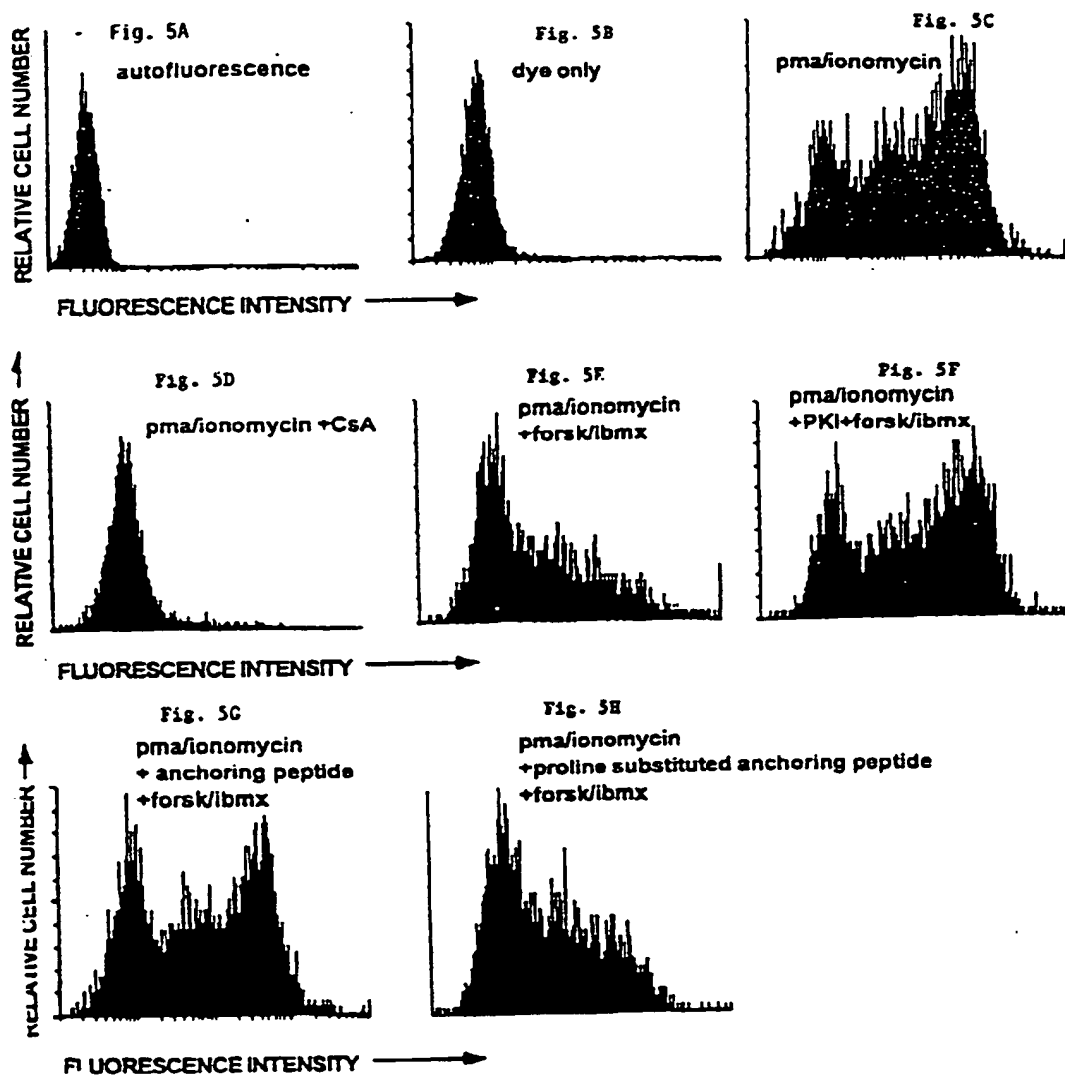 Fig. 5A
autofluorescence
Fig. 5B
dye only
Fig. 5C
pma/ionomycin
RELATIVE CELL NUMBER
FLUORESCENCE INTENSITY
Fig. 5D
pma/ionomycin +CsA
Fig. 5E
pma/ionomycin
+forsk/ibmx
Fig. 5F
pma/ionomycin
+PKI+forsk/ibmx
RELATIVE CELL NUMBER
FLUORESCENCE INTENSITY
Fig. 5G
pma/ionomycin
+ anchoring peptide
+forsk/ibmx
Fig. 5H
pma/ionomycin
+proline substituted anchoring peptide
+forsk/ibmx
RELATIVE CELL NUMBER
FLUORESCENCE INTENSITY